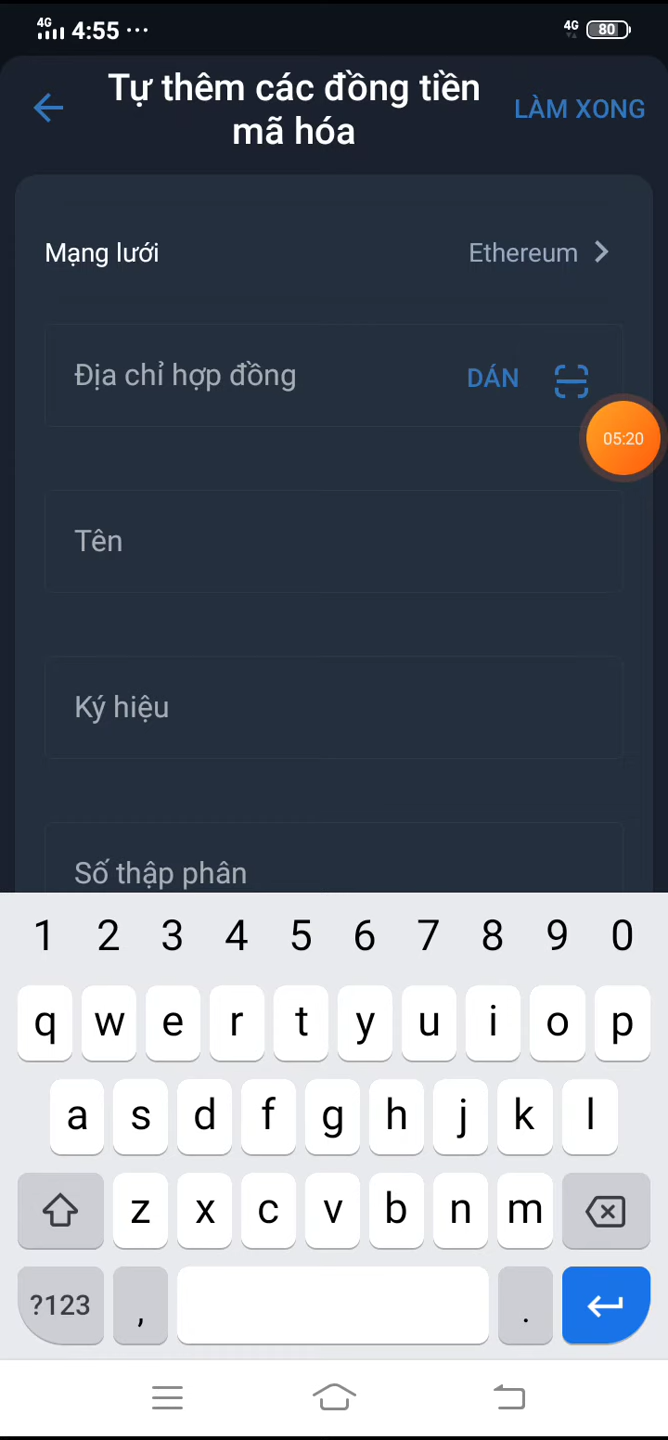 4G 4:55 ... 4G 80
Tự thêm các đồng tiền
mã hóa
LÀM XONG
Mạng lưới Ethereum
Địa chỉ hợp đồng DÁN
05:20
Tên
Ký hiệu
Số thập phân
1 2 3 4 5 6 7 8 9 0
q w e r t y u i o p
a s d f g h j k l
z x c v b n m
?123 , .